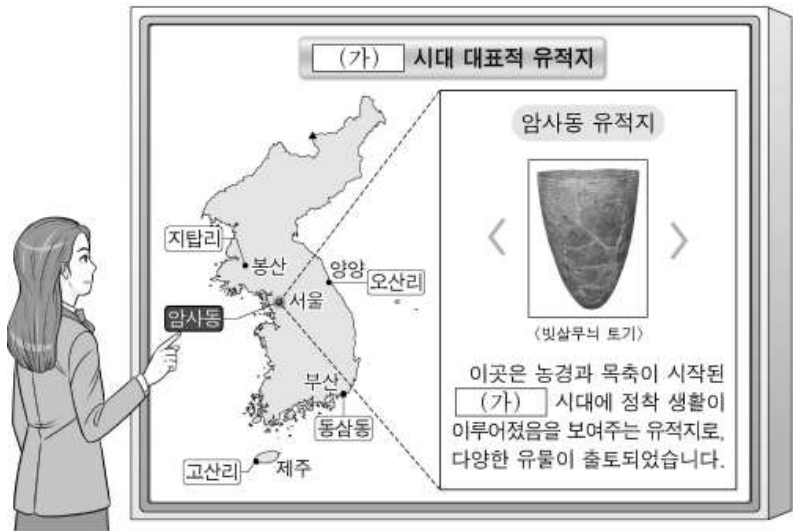 (가) 시대 대표적 유적지
암사동 유적지
지탑리
봉산
양양
오산리
서울
암사동
부산
동삼동
고산리
제주
〈빗살무늬 토기〉
이곳은 농경과 목축이 시작된
(가) 시대에 정착 생활이
이루어졌음을 보여주는 유적지로,
다양한 유물이 출토되었습니다.